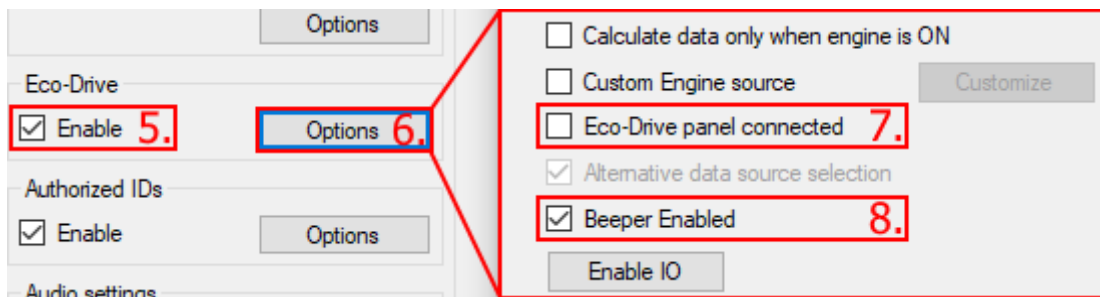 Options
Eco-Drive
Enable 5. Options 6.
Authorized IDs
Enable Options
Audio settings
Calculate data only when engine is ON
Custom Engine source Customize
Eco-Drive panel connected 7.
Alternative data source selection
Beeper Enabled 8.
Enable IO